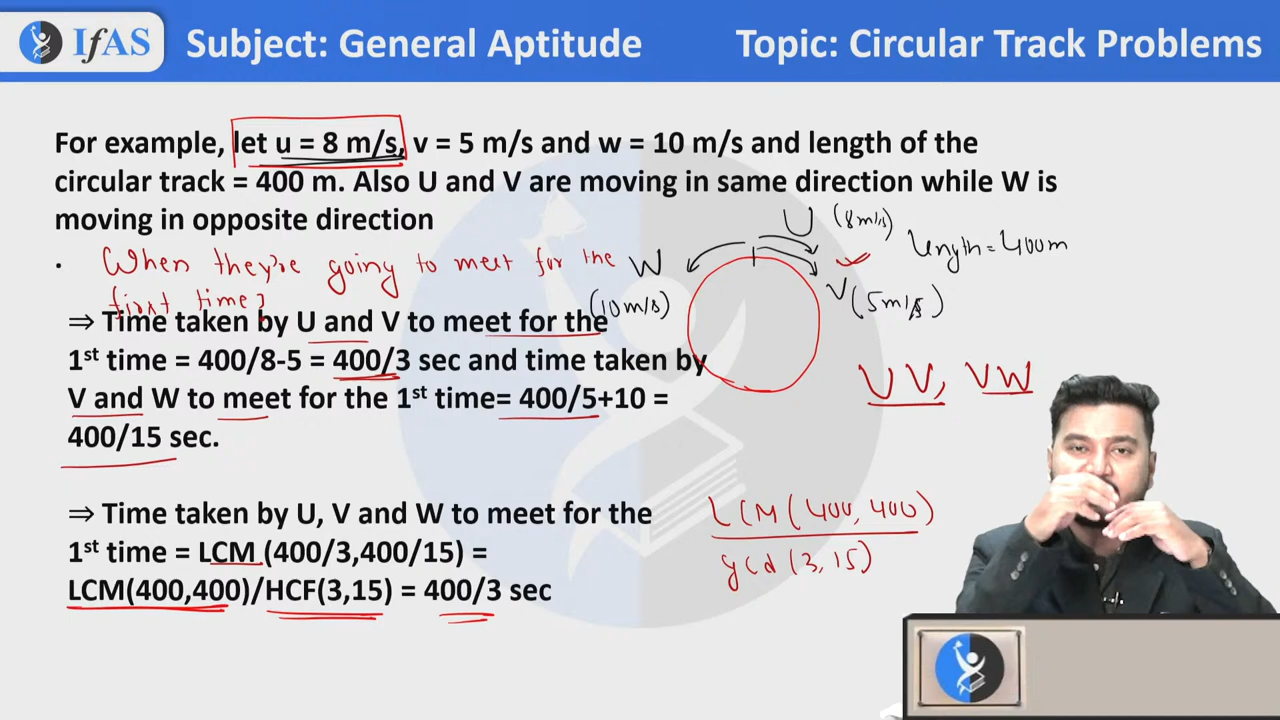 IfAS Subject: General Aptitude Topic: Circular Track Problems
For example, let u = 8 m/s, v = 5 m/s and w = 10 m/s and length of the
circular track = 400 m. Also U and V are moving in same direction while W is
moving in opposite direction
U (8m/s)
Length = 400m
• When they're going to meet for the
first time?
W
(10m/s)
V (5m/s)
⇒ Time taken by U and V to meet for the
1st time = 400/8-5 = 400/3 sec and time taken by
V and W to meet for the 1st time= 400/5+10 =
400/15 sec.
UV, VW
⇒ Time taken by U, V and W to meet for the
1st time = LCM (400/3,400/15) =
LCM(400,400)/HCF(3,15) = 400/3 sec
LCM (400, 400)
gcd (3, 15)